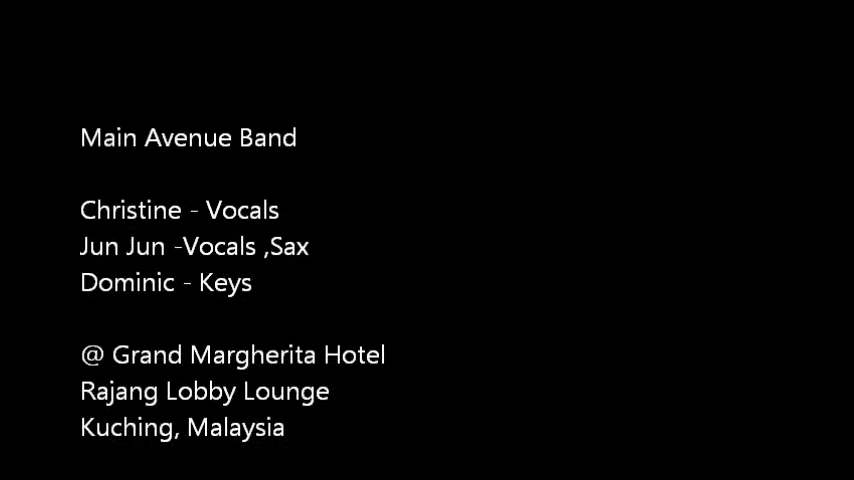 Main Avenue Band
Christine - Vocals
Jun Jun -Vocals ,Sax
Dominic - Keys
@ Grand Margherita Hotel
Rajang Lobby Lounge
Kuching, Malaysia